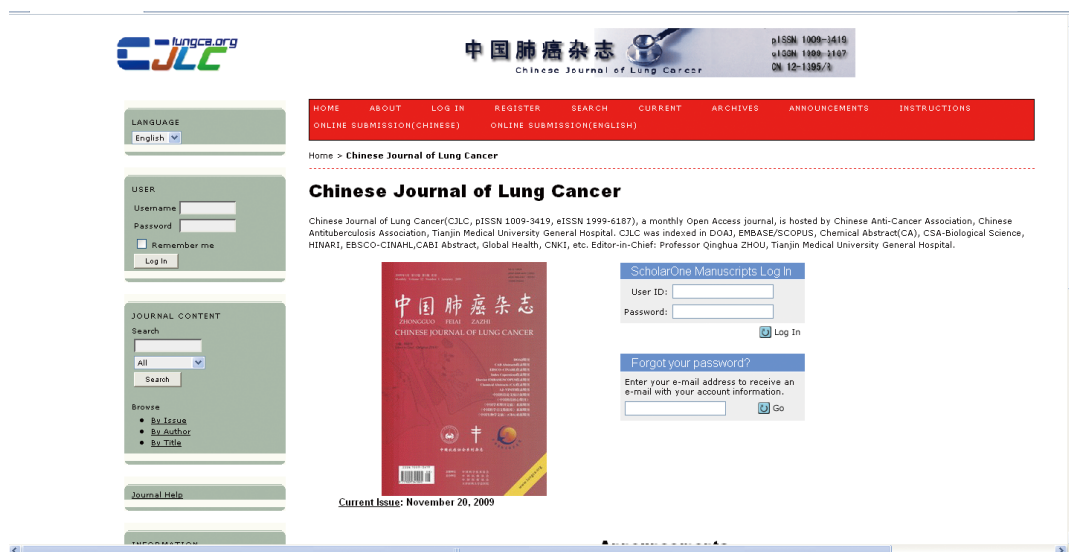 lungca.org
CJLC
中国肺癌杂志
Chinese Journal of Lung Cancer
pISSN 1009-3419
CN 12-1395/R
HOME ABOUT LOG IN REGISTER SEARCH CURRENT ARCHIVES ANNOUNCEMENTS INSTRUCTIONS
ONLINE SUBMISSION(CHINESE) ONLINE SUBMISSION(ENGLISH)
LANGUAGE
English
USER
Username
Password
Remember me
Log In
JOURNAL CONTENT
Search
All
Search
Browse
By Issue
By Author
By Title
Journal Help
INFORMATION
Home > Chinese Journal of Lung Cancer
Chinese Journal of Lung Cancer
Chinese Journal of Lung Cancer(CJLC, pISSN 1009-3419, eISSN 1999-6187), a monthly Open Access journal, is hosted by Chinese Anti-Cancer Association, Chinese
Antituberculosis Association, Tianjin Medical University General Hospital. CJLC was indexed in DOAJ, EMBASE/SCOPUS, Chemical Abstract(CA), CSA-Biological Science,
HINARI, EBSCO-CINAHL,CABI Abstract, Global Health, CNKI, etc. Editor-in-Chief: Professor Qinghua ZHOU, Tianjin Medical University General Hospital.
中国肺癌杂志
ZHONGGUO FEIAI ZAZHI
CHINESE JOURNAL OF LUNG CANCER
www.lungca.org
Current Issue: November 20, 2009
ScholarOne Manuscripts Log In
User ID:
Password:
Log In
Forgot your password?
Enter your e-mail address to receive an
e-mail with your account information.
Go
Announcements